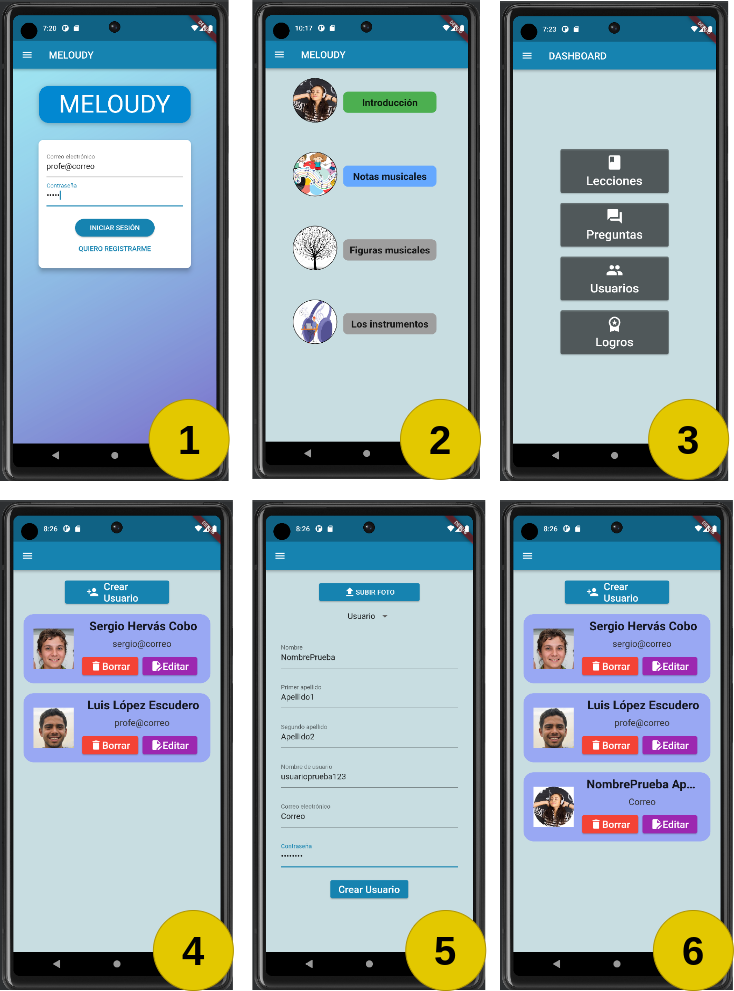 7:20
MELOUDY
MELOUDY
Correo electrónico
profe@correo
Contraseña
•••••
INICIAR SESIÓN
QUIERO REGISTRARME
1
10:17
MELOUDY
Introducción
Notas musicales
Figuras musicales
Los instrumentos
2
7:23
DASHBOARD
Lecciones
Preguntas
Usuarios
Logros
3
8:26
Crear
Usuario
Sergio Hervás Cobo
sergio@correo
Borrar Editar
Luis López Escudero
profe@correo
Borrar Editar
4
8:26
SUBIR FOTO
Usuario
Nombre
NombrePrueba
Primer apellido
Apellido1
Segundo apellido
Apellido2
Nombre de usuario
usuarioprueba123
Correo electrónico
Correo
Contraseña
••••••••
Crear Usuario
5
8:26
Crear
Usuario
Sergio Hervás Cobo
sergio@correo
Borrar Editar
Luis López Escudero
profe@correo
Borrar Editar
NombrePrueba Ap...
Correo
Borrar Editar
6